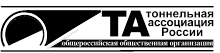 ТА тоннельная
ассоциация
России
общероссийская общественная организация